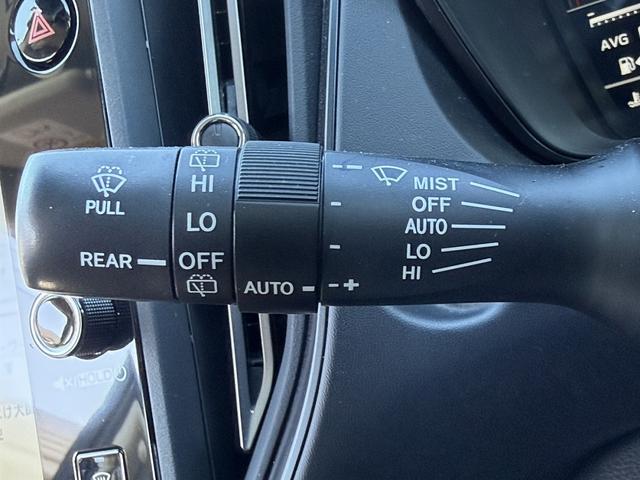 PULL
REAR
HI
LO
OFF
AUTO
- +
MIST
OFF
AUTO
LO
HI
AVG
HOLD